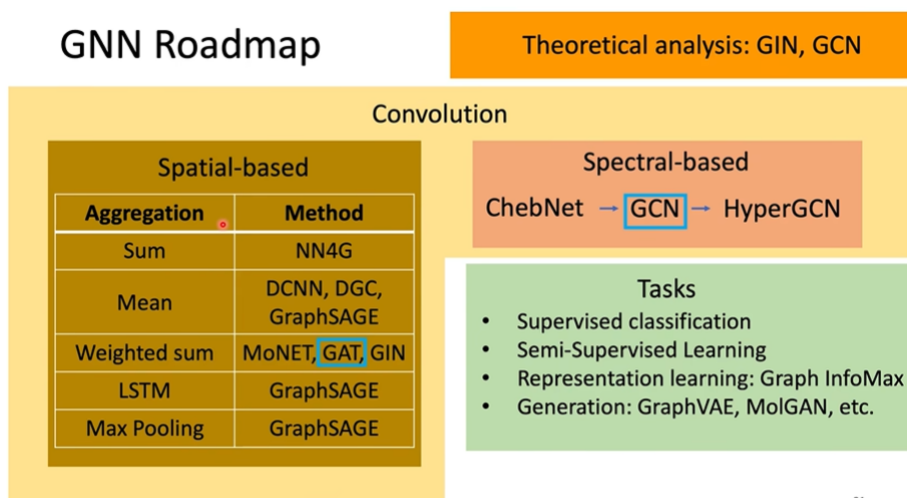 GNN Roadmap
Theoretical analysis: GIN, GCN
Convolution
Spatial-based
Aggregation Method
Sum NN4G
Mean DCNN, DGC,
GraphSAGE
Weighted sum MoNET, GAT, GIN
LSTM GraphSAGE
Max Pooling GraphSAGE
Spectral-based
ChebNet → GCN → HyperGCN
Tasks
• Supervised classification
• Semi-Supervised Learning
• Representation learning: Graph InfoMax
• Generation: GraphVAE, MolGAN, etc.